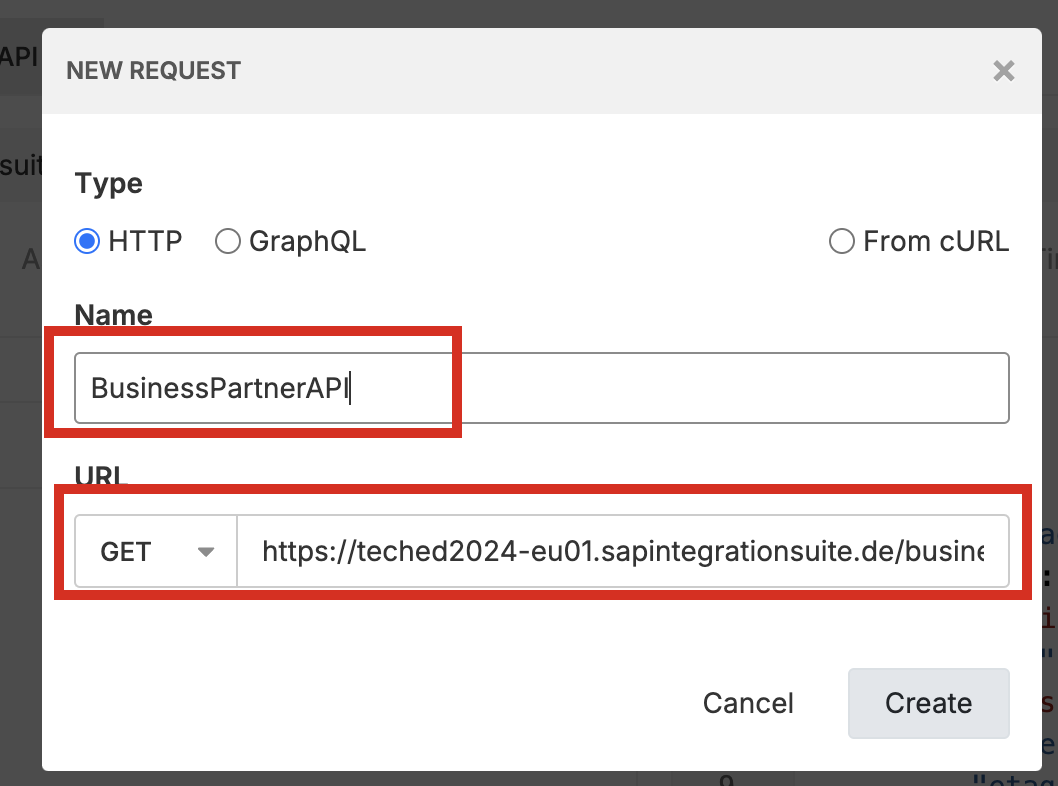 API
NEW REQUEST
suit
Type
HTTP GraphQL From cURL
Name
BusinessPartnerAPI
URL
GET https://teched2024-eu01.sapintegrationsuite.de/busine
Cancel Create
"etag